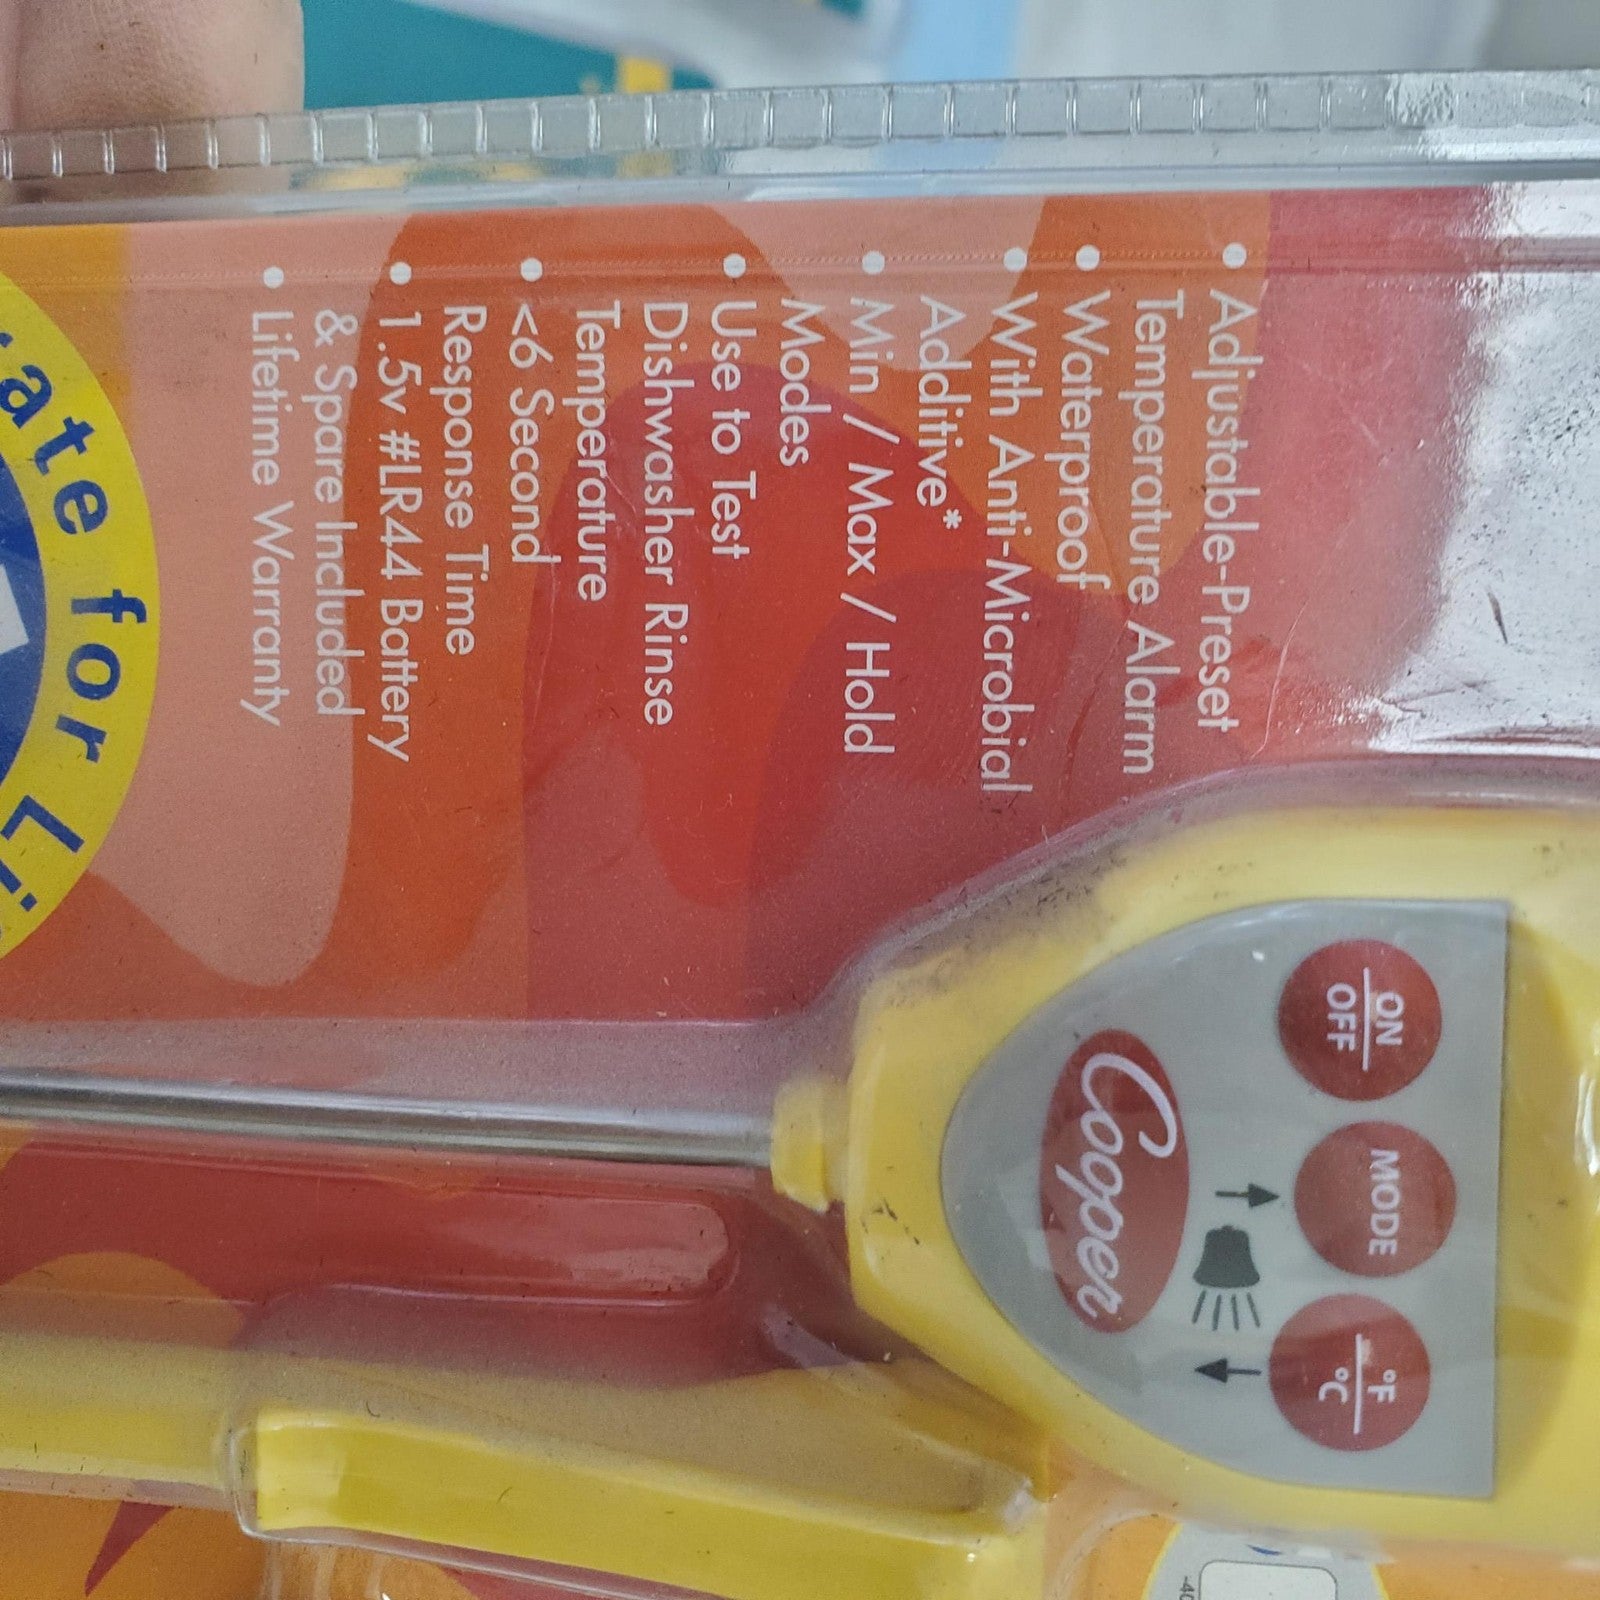 • Adjustable-Preset
Temperature Alarm
• Waterproof
With Anti-Microbial
Additive*
• Min / Max / Hold
Modes
• Use to Test
Dishwasher Rinse
Temperature
• <6 Second
Response Time
• 1.5v #LR44 Battery
& Spare Included
• Lifetime Warranty
ON
OFF
MODE
°F
°C
Cooper
for
-40